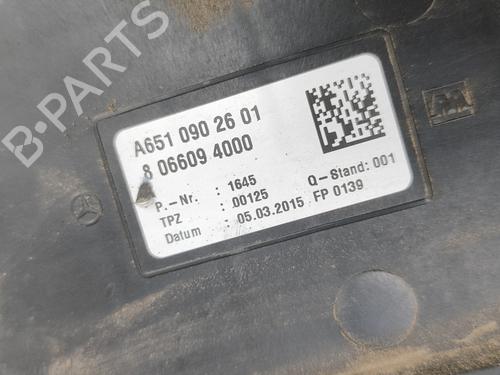 B-PARTS
A651 090 26 01
8 06609 4000
P.-Nr. : 1645
TPZ : 00125 Q-Stand: 001
Datum : 05.03.2015 FP 0139